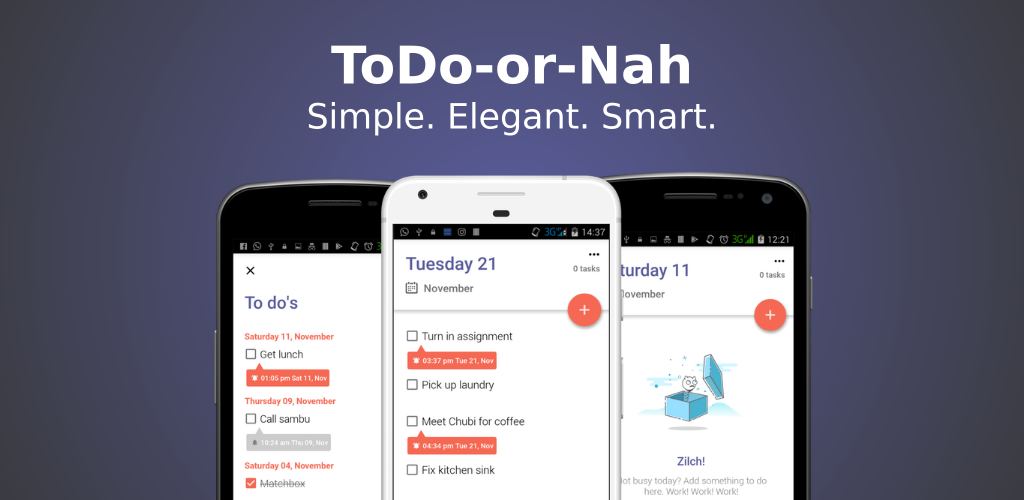 ToDo-or-Nah
Simple. Elegant. Smart.
To do's
Saturday 11, November
Get lunch
01:05 pm Sat 11, Nov
Thursday 09, November
Call sambu
10:24 am Thu 09, Nov
Saturday 04, November
Matchbox
3G 14:37
Tuesday 21
0 tasks
November
+
Turn in assignment
03:37 pm Tue 21, Nov
Pick up laundry
Meet Chubi for coffee
04:34 pm Tue 21, Nov
Fix kitchen sink
3G 12:21
turday 11
0 tasks
ovember
+
Zilch!
ot busy today? Add something to do
here. Work! Work! Work!